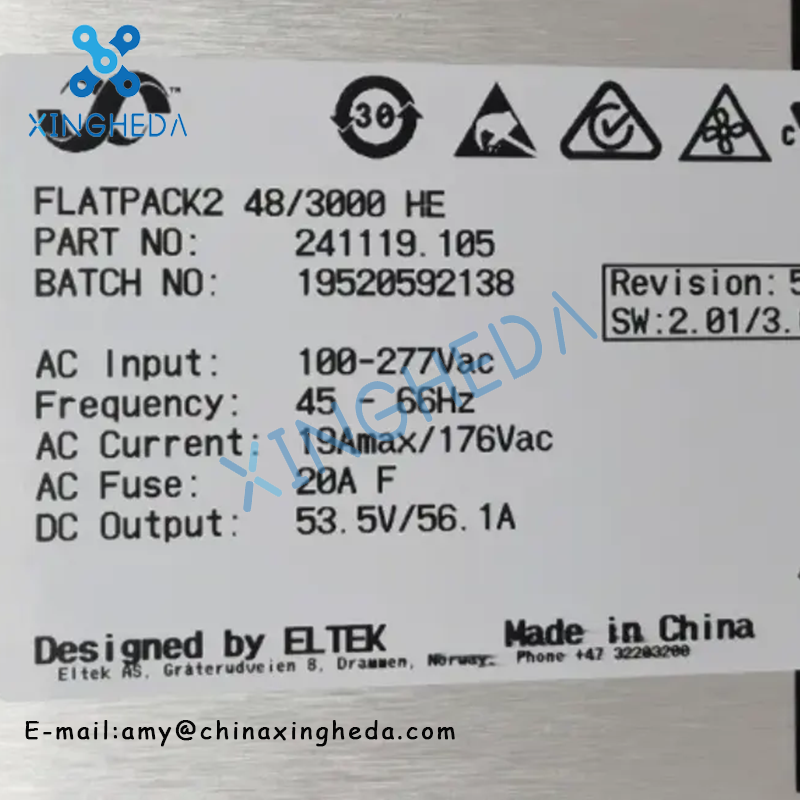 XINGHEDA
™
30
c
FLATPACK2 48/3000 HE
PART NO: 241119.105
BATCH NO: 19520592138
Revision: 5
SW:2.01/3.
AC Input: 100-277Vac
Frequency: 45 - 66Hz
AC Current: 19Amax/176Vac
AC Fuse: 20A F
DC Output: 53.5V/56.1A
XINGHEDA
Designed by ELTEK
Made in China
Eltek AS, Gråterudveien 8, Drammen, Norway. Phone +47 32203200
E-mail:amy@chinaxingheda.com